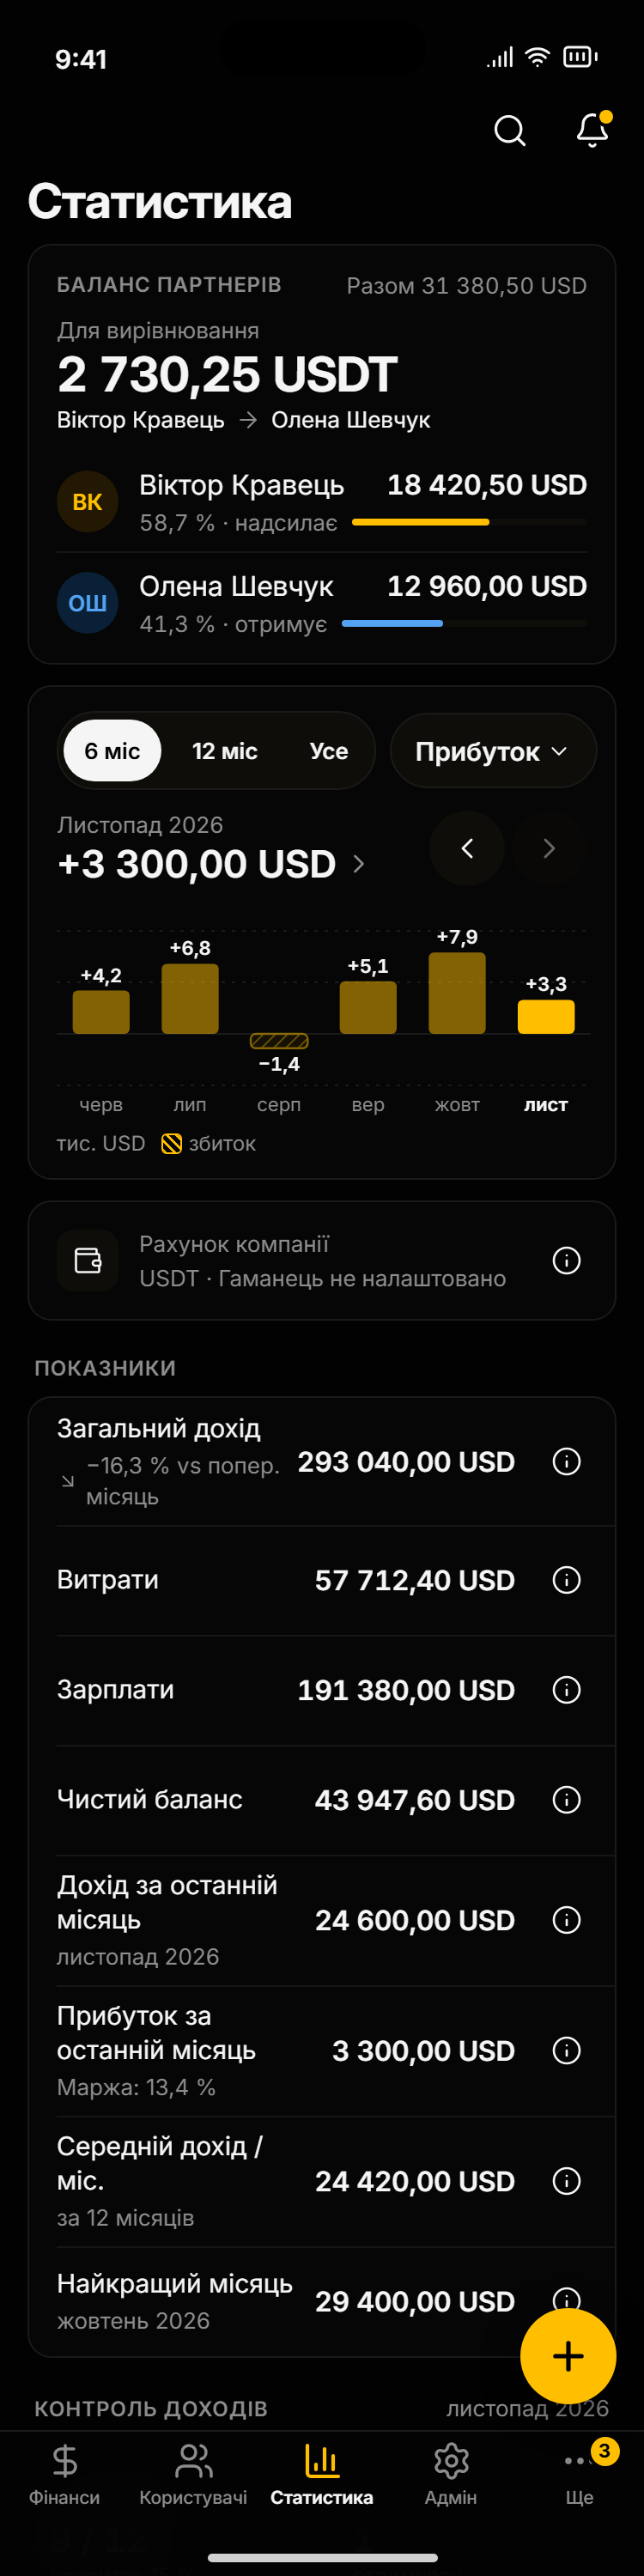 9:41
Статистика
БАЛАНС ПАРТНЕРІВ Разом 31 380,50 USD
Для вирівнювання
2 730,25 USDT
Віктор Кравець → Олена Шевчук
ВК Віктор Кравець 18 420,50 USD
58,7 % · надсилає
ОШ Олена Шевчук 12 960,00 USD
41,3 % · отримує
6 міс 12 міс Усе Прибуток
Листопад 2026
+3 300,00 USD
+4,2 +6,8 −1,4 +5,1 +7,9 +3,3
черв лип серп вер жовт лист
тис. USD збиток
Рахунок компанії
USDT · Гаманець не налаштовано
ПОКАЗНИКИ
Загальний дохід
−16,3 % vs попер. місяць 293 040,00 USD
Витрати 57 712,40 USD
Зарплати 191 380,00 USD
Чистий баланс 43 947,60 USD
Дохід за останній
місяць 24 600,00 USD
листопад 2026
Прибуток за
останній місяць 3 300,00 USD
Маржа: 13,4 %
Середній дохід /
міс. 24 420,00 USD
за 12 місяців
Найкращий місяць 29 400,00 USD
жовтень 2026
КОНТРОЛЬ ДОХОДІВ листопад 2026
3
Фінанси Користувачі Статистика Адмін Ще